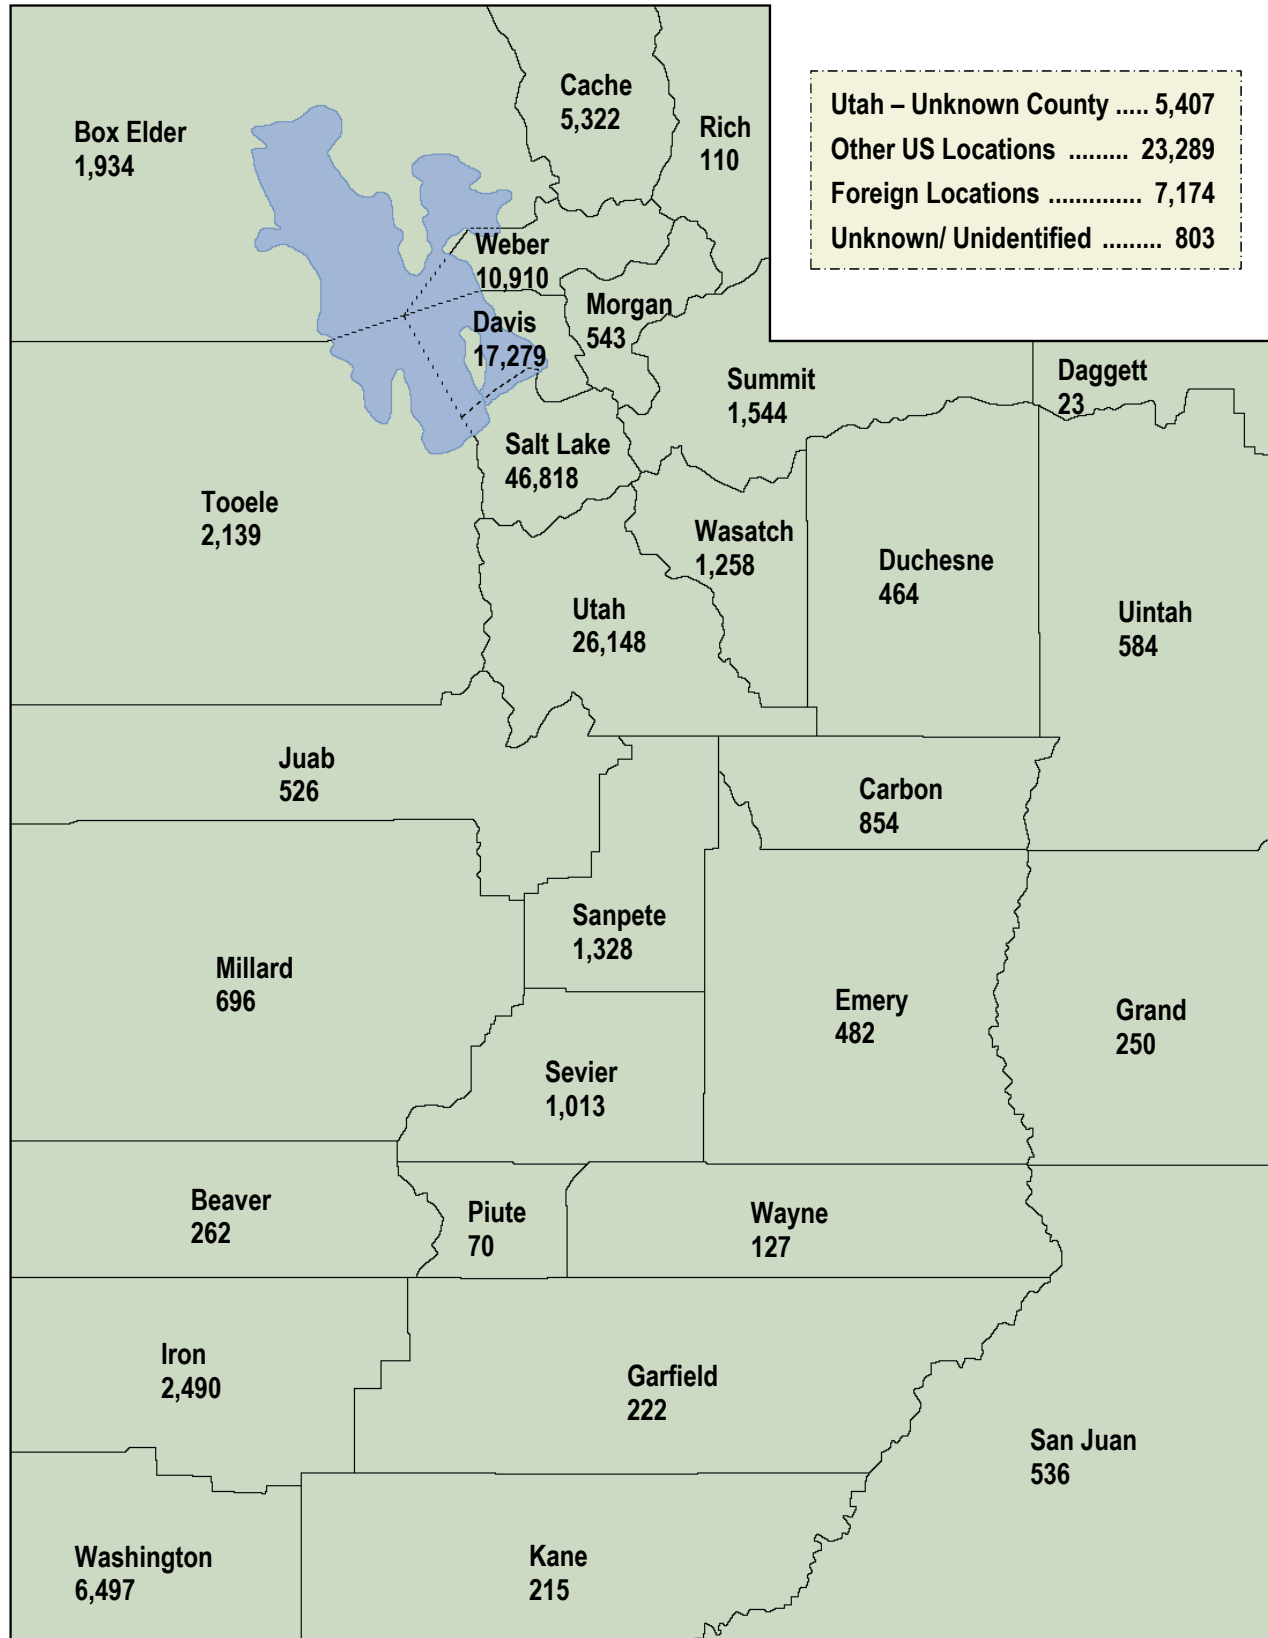 Cache
5,322
Box Elder
1,934
Rich
110
Utah – Unknown County ..... 5,407
Other US Locations ......... 23,289
Foreign Locations .............. 7,174
Unknown/ Unidentified ......... 803
Weber
10,910
Morgan
543
Davis
17,279
Summit
1,544
Daggett
23
Salt Lake
46,818
Tooele
2,139
Wasatch
1,258
Duchesne
464
Utah
26,148
Uintah
584
Juab
526
Carbon
854
Sanpete
1,328
Millard
696
Emery
482
Grand
250
Sevier
1,013
Beaver
262
Piute
70
Wayne
127
Iron
2,490
Garfield
222
San Juan
536
Washington
6,497
Kane
215